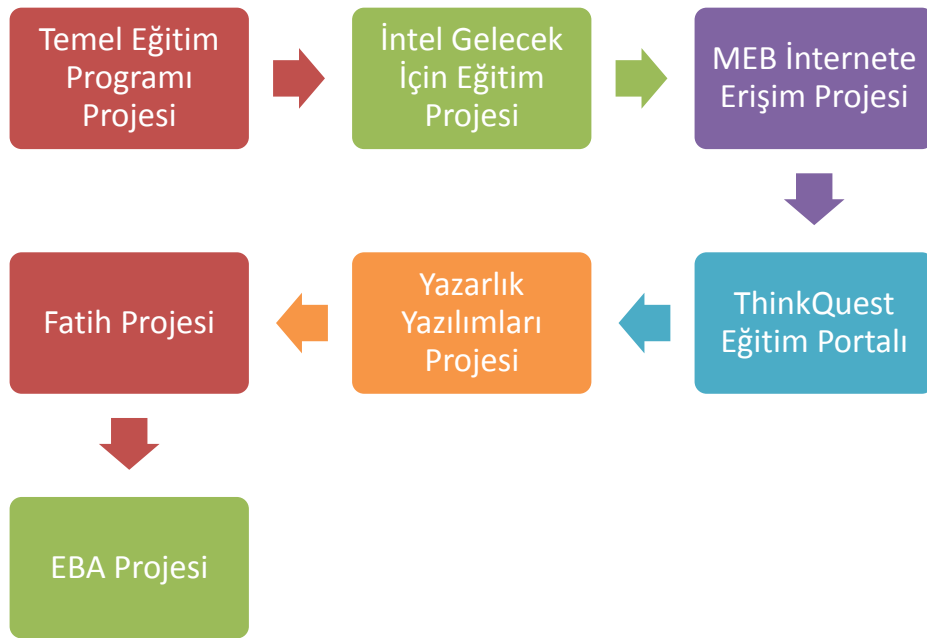 Temel Eğitim
Programı
Projesi
İntel Gelecek
İçin Eğitim
Projesi
MEB İnternete
Erişim Projesi
ThinkQuest
Eğitim Portalı
Yazarlık
Yazılımları
Projesi
Fatih Projesi
EBA Projesi